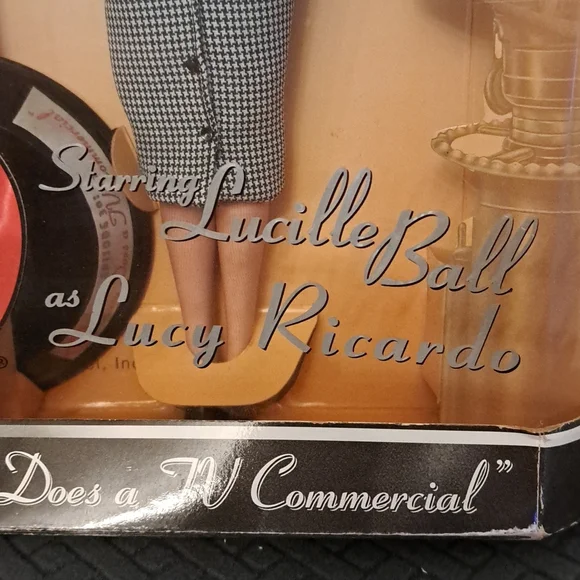 Starring Lucille Ball
as Lucy Ricardo
Does a TV Commercial"